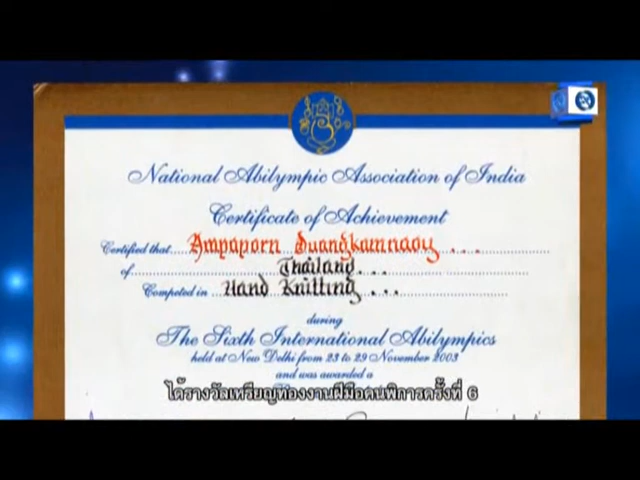 National Abilympic Association of India
Certificate of Achievement
Certified that Ampaporn Duangkamnaoy ...
of Thailand...
Competed in Hand Knitting ...
during
The Sixth International Abilympics
held at New Delhi from 23 to 29 November 2003
and was awarded a
ได้รางวัลเหรียญทองงานฝีมือคนพิการครั้งที่ 6